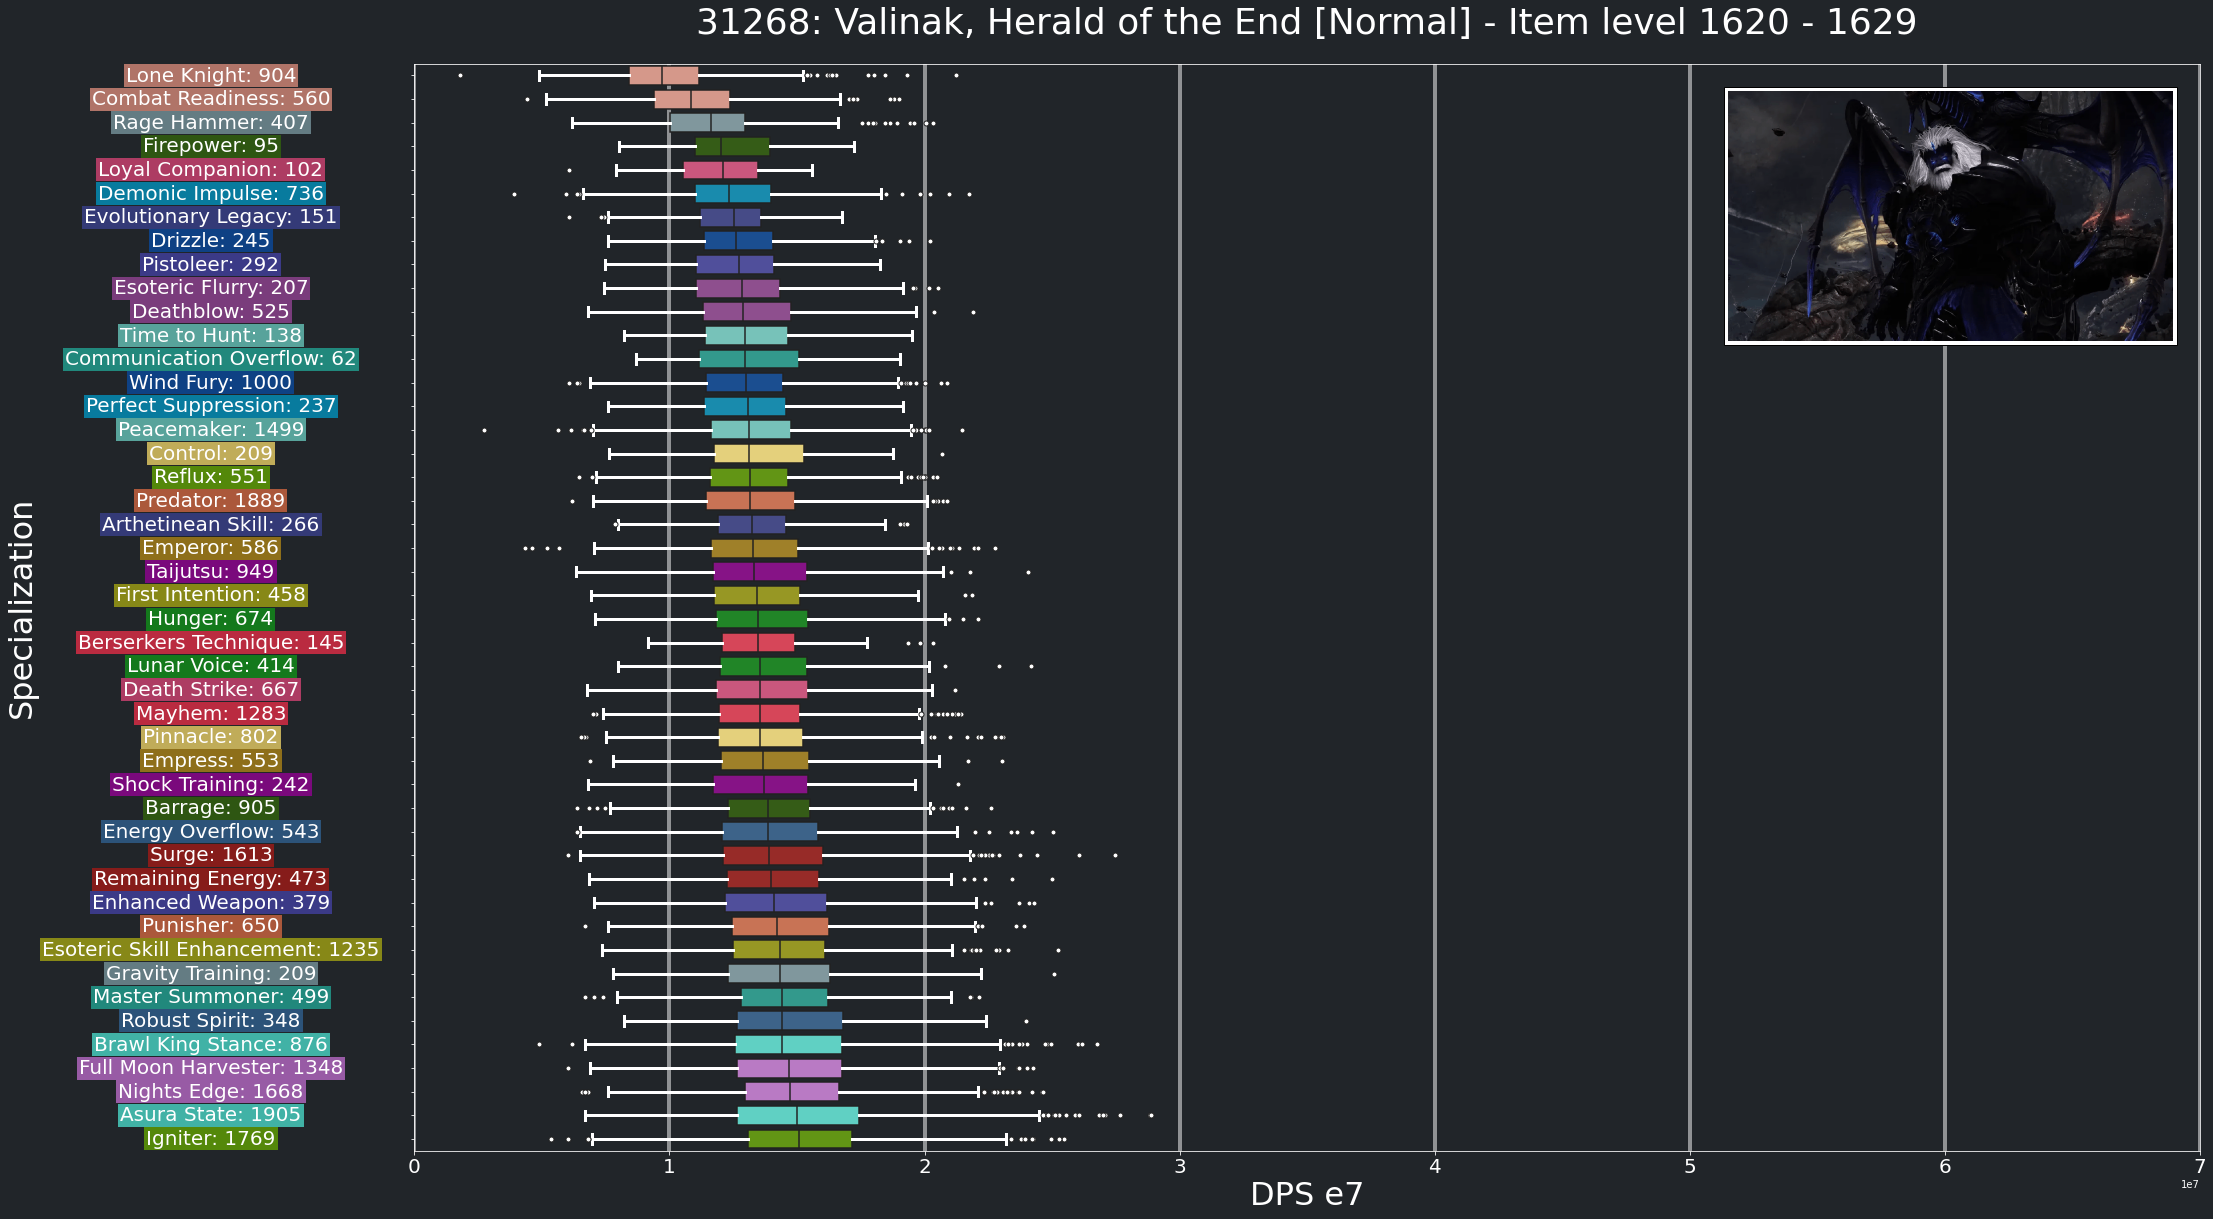 31268: Valinak, Herald of the End [Normal] - Item level 1620 - 1629
Specialization
Lone Knight: 904
Combat Readiness: 560
Rage Hammer: 407
Firepower: 95
Loyal Companion: 102
Demonic Impulse: 736
Evolutionary Legacy: 151
Drizzle: 245
Pistoleer: 292
Esoteric Flurry: 207
Deathblow: 525
Time to Hunt: 138
Communication Overflow: 62
Wind Fury: 1000
Perfect Suppression: 237
Peacemaker: 1499
Control: 209
Reflux: 551
Predator: 1889
Arthetinean Skill: 266
Emperor: 586
Taijutsu: 949
First Intention: 458
Hunger: 674
Berserkers Technique: 145
Lunar Voice: 414
Death Strike: 667
Mayhem: 1283
Pinnacle: 802
Empress: 553
Shock Training: 242
Barrage: 905
Energy Overflow: 543
Surge: 1613
Remaining Energy: 473
Enhanced Weapon: 379
Punisher: 650
Esoteric Skill Enhancement: 1235
Gravity Training: 209
Master Summoner: 499
Robust Spirit: 348
Brawl King Stance: 876
Full Moon Harvester: 1348
Nights Edge: 1668
Asura State: 1905
Igniter: 1769
0 1 2 3 4 5 6 7
1e7
DPS e7